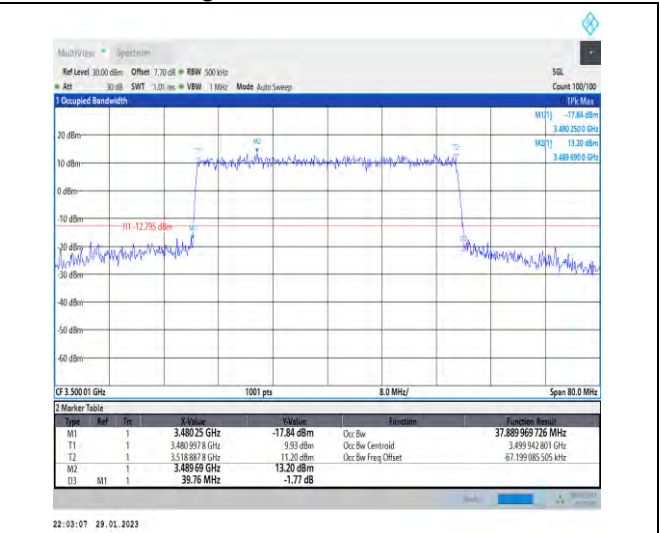 MultiView Spectrum
Ref Level 30.00 dBm Offset 7.70 dB RBW 500 kHz SGL
Att 30 dB SWT 1.01 ms VBW 1 MHz Mode Auto Sweep Count 100/100
1 Occupied Bandwidth 1Pk Max
M1[1] -17.84 dBm
3.480 250 0 GHz
M2[1] 13.20 dBm
3.489 690 0 GHz
20 dBm
M2
10 dBm
0 dBm
-10 dBm
H1 -12.795 dBm M1
-20 dBm
-30 dBm
-40 dBm
-50 dBm
-60 dBm
CF 3.500 01 GHz 1001 pts 8.0 MHz/ Span 80.0 MHz
2 Marker Table
Type Ref Trc X-Value Y-Value Function Function Result
M1 1 3.480 25 GHz -17.84 dBm Occ Bw 37.889 969 726 MHz
T1 1 3.480 997 8 GHz 9.93 dBm Occ Bw Centroid 3.499 942 801 GHz
T2 1 3.518 887 8 GHz 11.20 dBm Occ Bw Freq Offset -67.199 085 505 kHz
M2 1 3.489 69 GHz 13.20 dBm
D3 M1 1 39.76 MHz -1.77 dB
22:03:07 29.01.2023